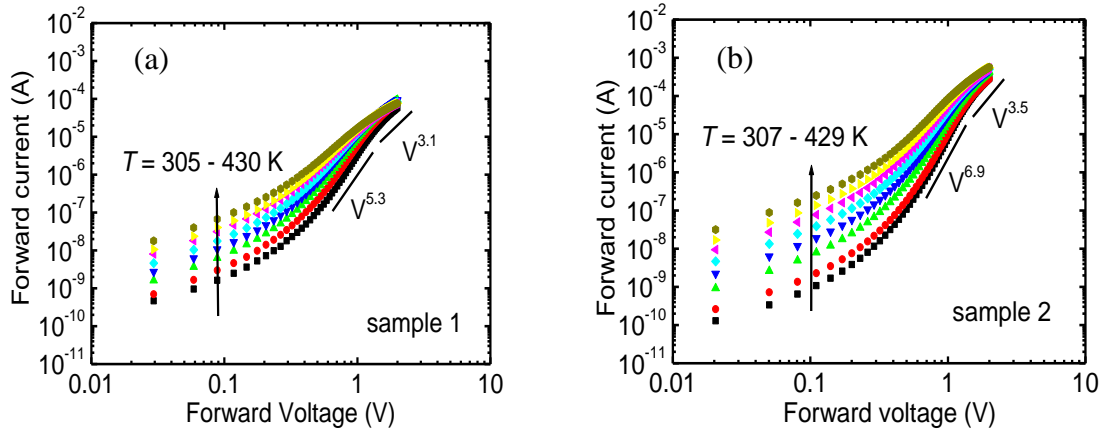 (a)
Forward current (A)
10^-2
10^-3
10^-4
10^-5
10^-6
10^-7
10^-8
10^-9
10^-10
10^-11
T = 305 - 430 K
V^3.1
V^5.3
sample 1
0.01
0.1
1
10
Forward Voltage (V)
(b)
Forward current (A)
10^-2
10^-3
10^-4
10^-5
10^-6
10^-7
10^-8
10^-9
10^-10
10^-11
T = 307 - 429 K
V^3.5
V^6.9
sample 2
0.01
0.1
1
10
Forward voltage (V)